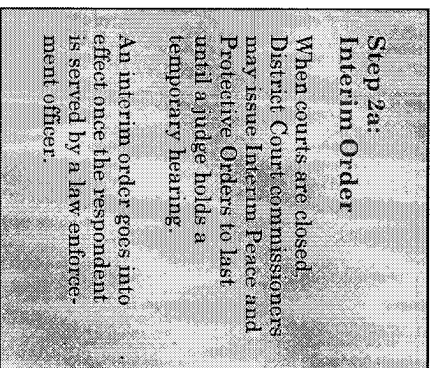 Step 2a:
Interim Order
When courts are closed
District Court commissioners
may issue Interim Peace and
Protective Orders to last
until a judge holds a
temporary hearing
An interim order goes into
effect once the respondent
is served by a law enforce-
ment officer.